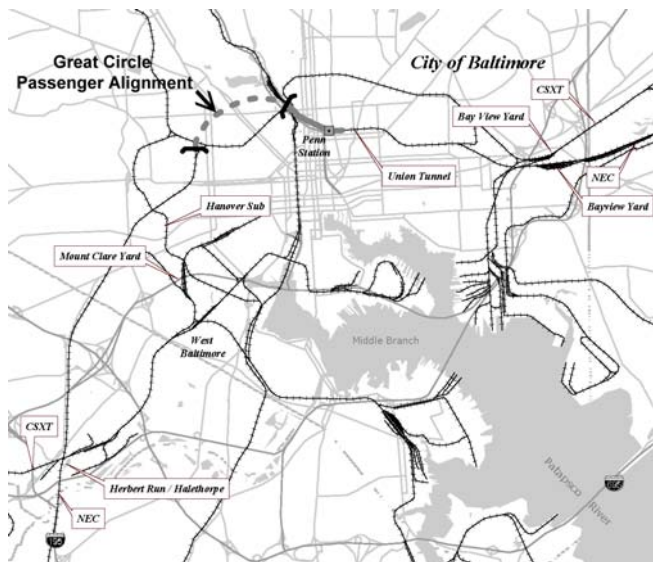 Great Circle
Passenger Alignment
City of Baltimore
CSXT
Bay View Yard
Penn
Station
Union Tunnel
NEC
Bayview Yard
Hanover Sub
Mount Clare Yard
West
Baltimore
Middle Branch
CSXT
Herbert Run / Halethorpe
NEC
Patapsco
River